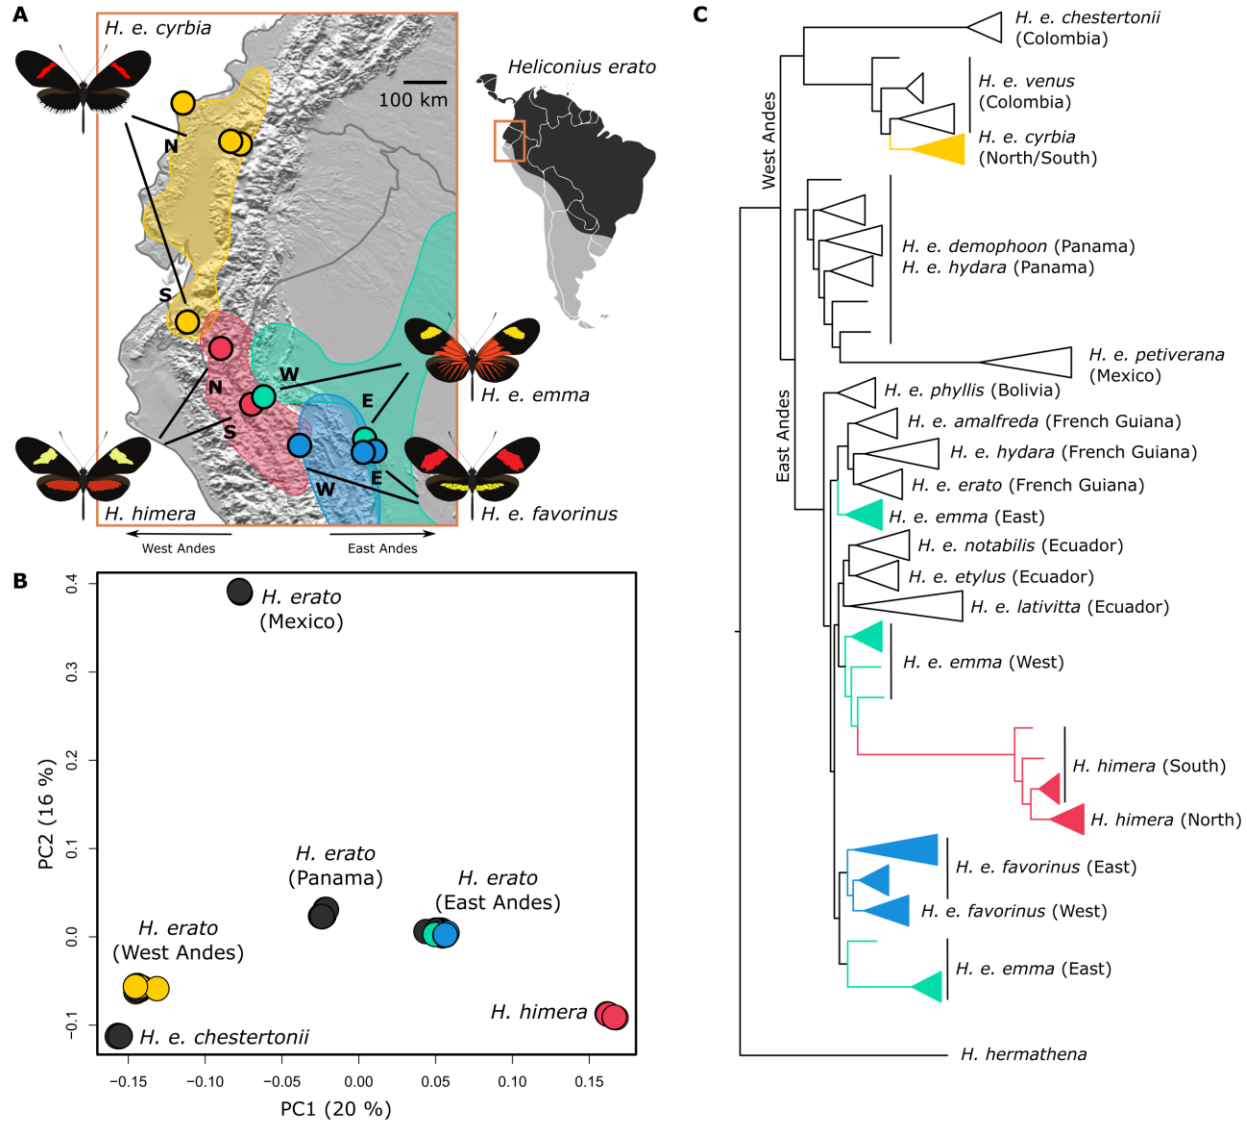 A
H. e. cyrbia
100 km
N
S
N
S
W
E
W
E
H. e. emma
H. himera
H. e. favorinus
West Andes
East Andes
Heliconius erato
B
0.4
0.3
0.2
0.1
0.0
−0.1
PC2 (16 %)
H. erato
(Mexico)
H. erato
(Panama)
H. erato
(East Andes)
H. erato
(West Andes)
H. himera
H. e. chestertonii
−0.15
−0.10
−0.05
0.00
0.05
0.10
0.15
PC1 (20 %)
C
West Andes
East Andes
H. e. chestertonii
(Colombia)
H. e. venus
(Colombia)
H. e. cyrbia
(North/South)
H. e. demophoon (Panama)
H. e. hydara (Panama)
H. e. petiverana
(Mexico)
H. e. phyllis (Bolivia)
H. e. amalfreda (French Guiana)
H. e. hydara (French Guiana)
H. e. erato (French Guiana)
H. e. emma (East)
H. e. notabilis (Ecuador)
H. e. etylus (Ecuador)
H. e. lativitta (Ecuador)
H. e. emma (West)
H. himera (South)
H. himera (North)
H. e. favorinus (East)
H. e. favorinus (West)
H. e. emma (East)
H. hermathena